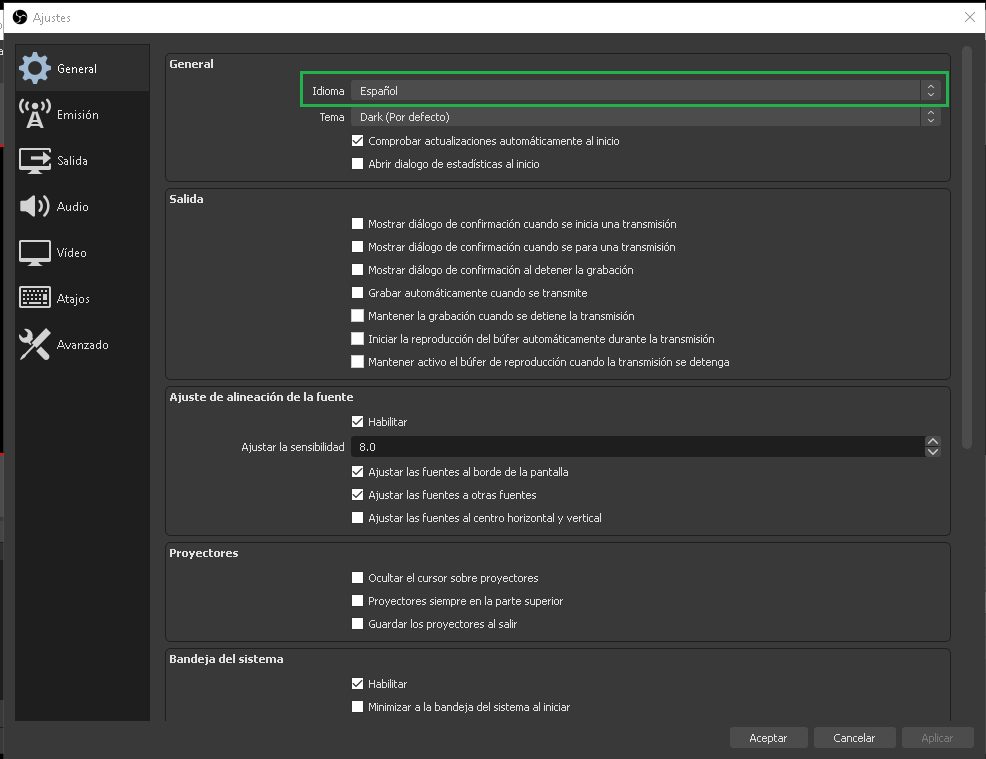 Ajustes
General
Emisión
Salida
Audio
Vídeo
Atajos
Avanzado
General
Idioma Español
Tema Dark (Por defecto)
Comprobar actualizaciones automáticamente al inicio
Abrir dialogo de estadísticas al inicio
Salida
Mostrar diálogo de confirmación cuando se inicia una transmisión
Mostrar diálogo de confirmación cuando se para una transmisión
Mostrar diálogo de confirmación al detener la grabación
Grabar automáticamente cuando se transmite
Mantener la grabación cuando se detiene la transmisión
Iniciar la reproducción del búfer automáticamente durante la transmisión
Mantener activo el búfer de reproducción cuando la transmisión se detenga
Ajuste de alineación de la fuente
Habilitar
Ajustar la sensibilidad 8.0
Ajustar las fuentes al borde de la pantalla
Ajustar las fuentes a otras fuentes
Ajustar las fuentes al centro horizontal y vertical
Proyectores
Ocultar el cursor sobre proyectores
Proyectores siempre en la parte superior
Guardar los proyectores al salir
Bandeja del sistema
Habilitar
Minimizar a la bandeja del sistema al iniciar
Aceptar Cancelar Aplicar